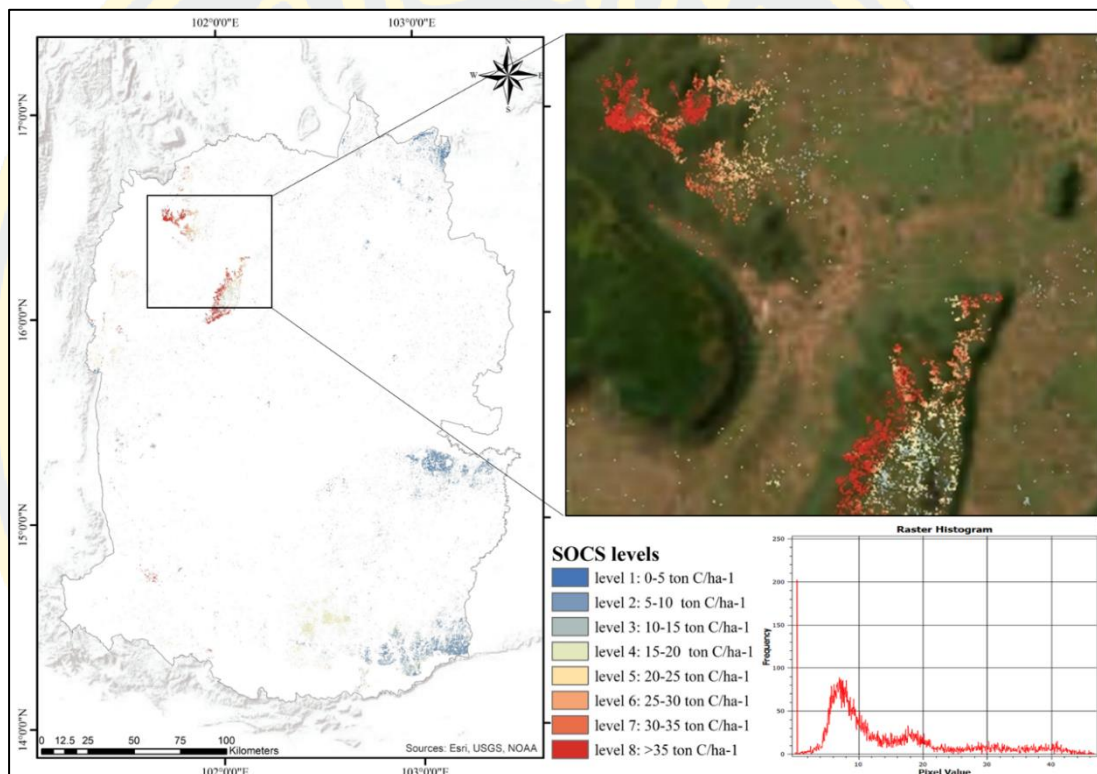 102°0'0"E 103°0'0"E
N
W E
S
17°0'0"N
16°0'0"N
15°0'0"N
14°0'0"N
0 12.5 25 50 75 100
Kilometers
Sources: Esri, USGS, NOAA
102°0'0"E 103°0'0"E
SOCS levels
level 1: 0-5 ton C/ha-1
level 2: 5-10 ton C/ha-1
level 3: 10-15 ton C/ha-1
level 4: 15-20 ton C/ha-1
level 5: 20-25 ton C/ha-1
level 6: 25-30 ton C/ha-1
level 7: 30-35 ton C/ha-1
level 8: >35 ton C/ha-1
Raster Histogram
Frequency
250
200
150
100
50
0
0 10 20 30 40
Pixel Value